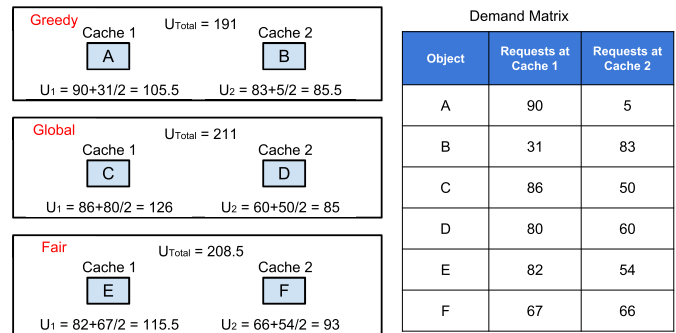 Greedy
UTotal = 191
Cache 1
Cache 2
A
B
U1 = 90+31/2 = 105.5
U2 = 83+5/2 = 85.5
Global
UTotal = 211
Cache 1
Cache 2
C
D
U1 = 86+80/2 = 126
U2 = 60+50/2 = 85
Fair
UTotal = 208.5
Cache 1
Cache 2
E
F
U1 = 82+67/2 = 115.5
U2 = 66+54/2 = 93
Demand Matrix
Object
Requests at
Cache 1
Requests at
Cache 2
A 90 5
B 31 83
C 86 50
D 80 60
E 82 54
F 67 66